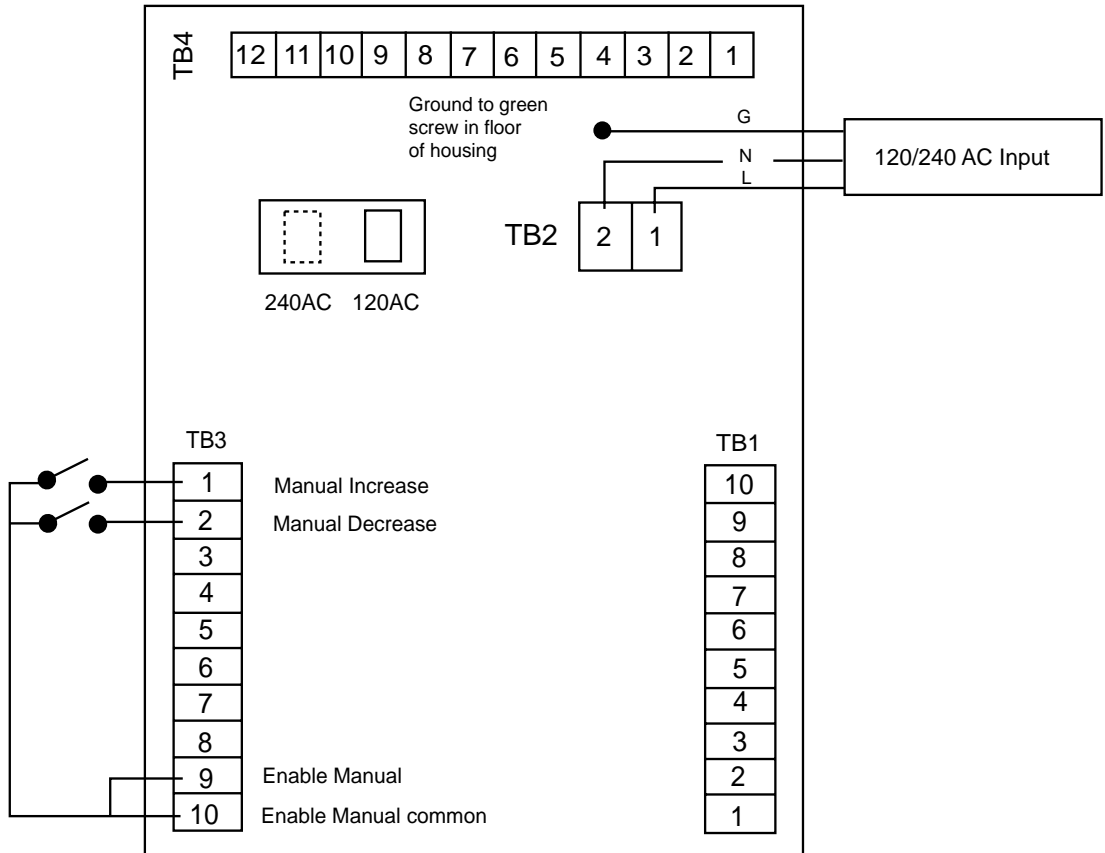 TB4
12 11 10 9 8 7 6 5 4 3 2 1
Ground to green
screw in floor
of housing
G
N
L
120/240 AC Input
TB2
2 1
240AC 120AC
TB3
1 Manual Increase
2 Manual Decrease
3
4
5
6
7
8
9 Enable Manual
10 Enable Manual common
TB1
10
9
8
7
6
5
4
3
2
1